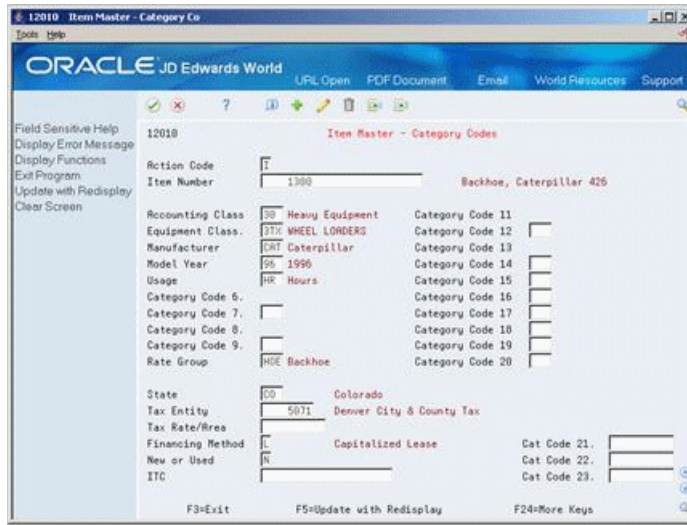 12010 Item Master - Category Co
Tools Help
ORACLE JD Edwards World
URL Open PDF Document Email World Resources Support
Field Sensitive Help
Display Error Message
Display Functions
Exit Program
Update with Redisplay
Clear Screen
12010 Item Master - Category Codes
Action Code I
Item Number 1300 Backhoe, Caterpillar 426
Accounting Class 30 Heavy Equipment Category Code 11
Equipment Class. 3TX WHEEL LOADERS Category Code 12
Manufacturer CAT Caterpillar Category Code 13
Model Year 96 1996 Category Code 14
Usage HR Hours Category Code 15
Category Code 6. Category Code 16
Category Code 7. Category Code 17
Category Code 8. Category Code 18
Category Code 9. Category Code 19
Rate Group HOE Backhoe Category Code 20
State CO Colorado
Tax Entity 5071 Denver City & County Tax
Tax Rate/Area
Financing Method L Capitalized Lease Cat Code 21.
New or Used N Cat Code 22.
ITC Cat Code 23.
F3=Exit F5=Update with Redisplay F24=More Keys